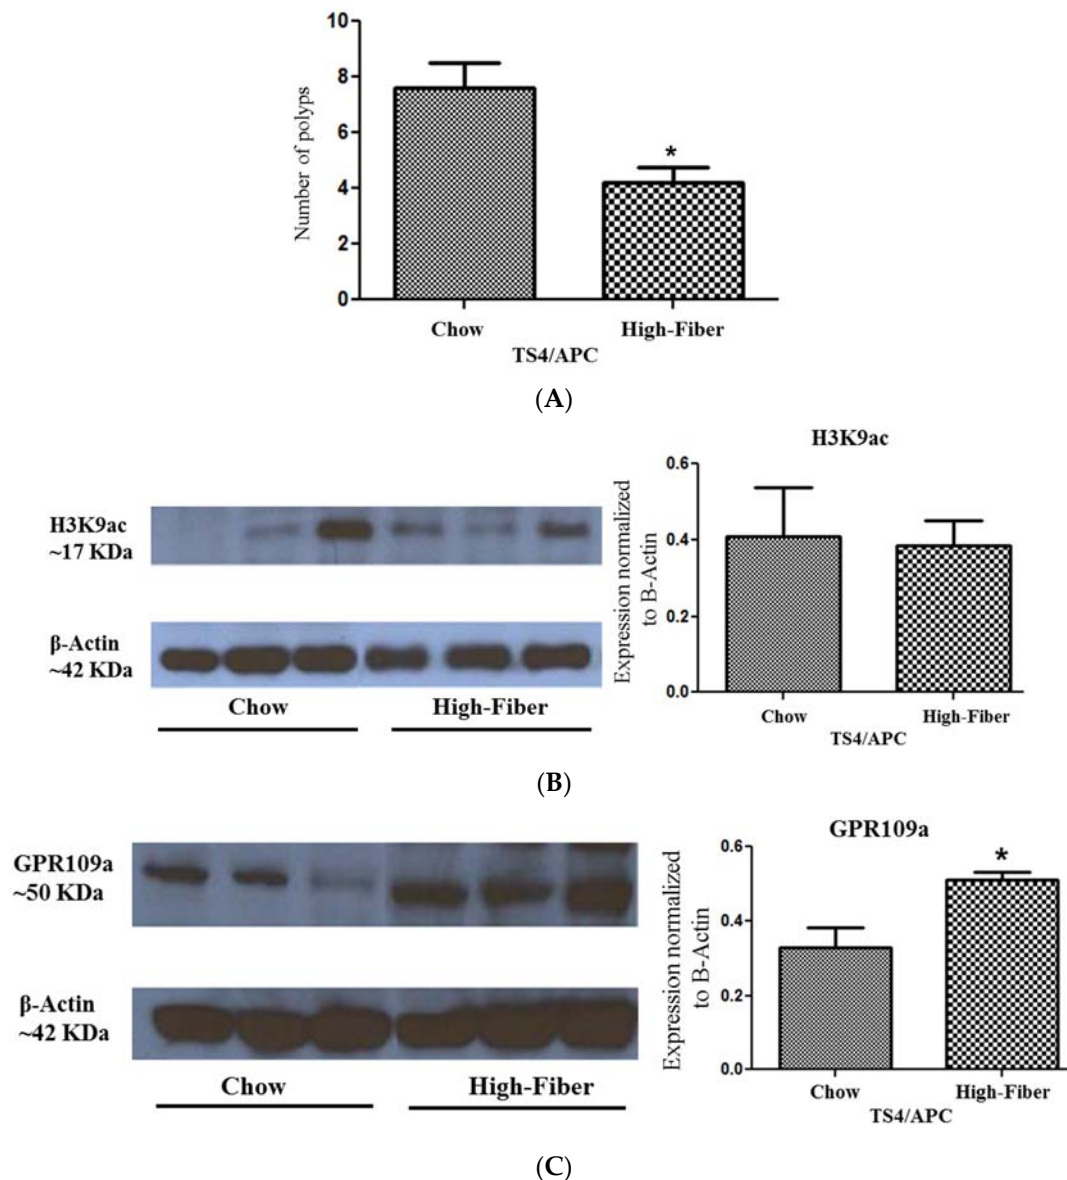 10
8
6
4
2
0
Number of polyps
*
Chow
High-Fiber
TS4/APC
(A)
H3K9ac
~17 KDa
β-Actin
~42 KDa
Chow
High-Fiber
H3K9ac
Expression normalized
to B-Actin
0.6
0.4
0.2
0.0
Chow
High-Fiber
TS4/APC
(B)
GPR109a
~50 KDa
β-Actin
~42 KDa
Chow
High-Fiber
GPR109a
Expression normalized
to B-Actin
0.6
0.4
0.2
0.0
*
Chow
High-Fiber
TS4/APC
(C)